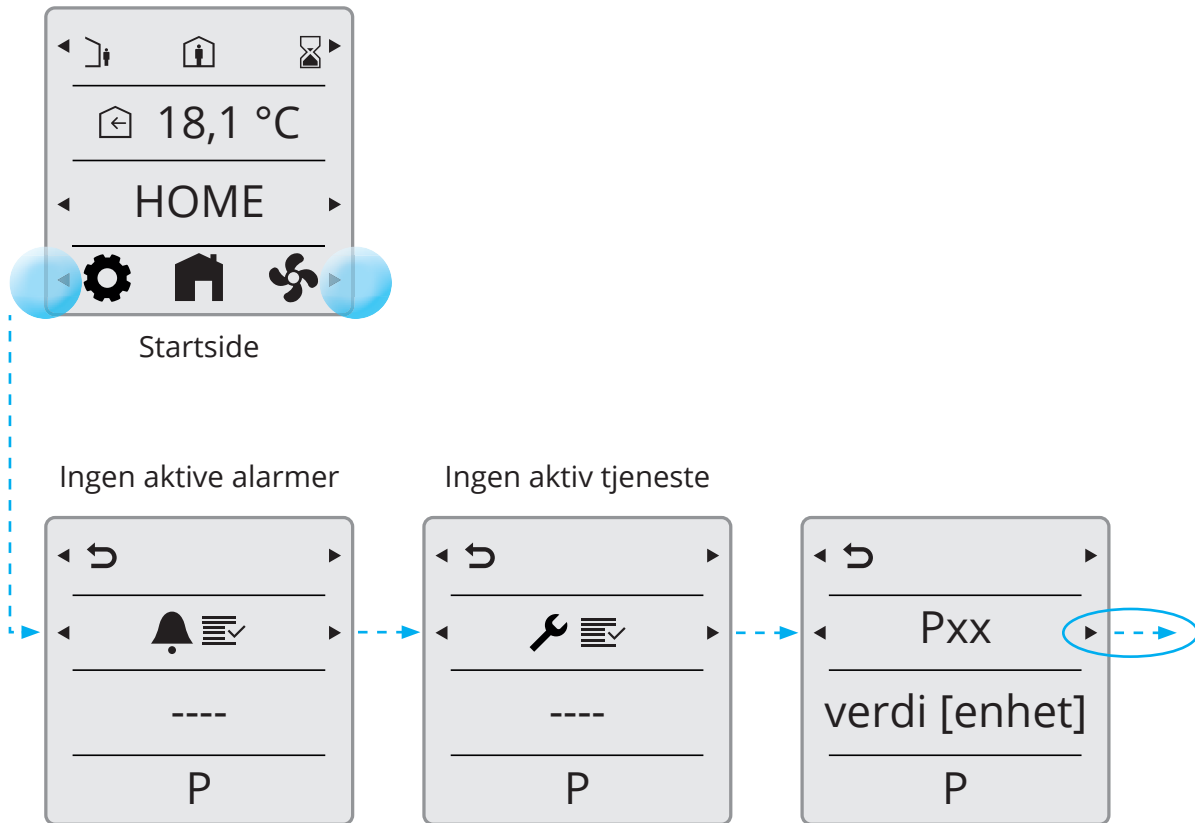 18,1 °C
HOME
Startside
Ingen aktive alarmer
Ingen aktiv tjeneste
----
----
Pxx
verdi [enhet]
P
P
P